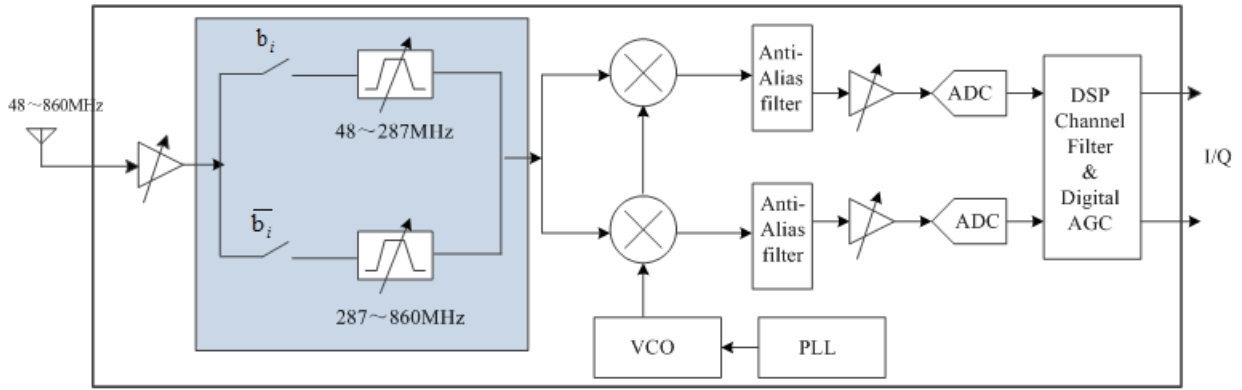 48～860MHz
b_i
48～287MHz
\overline{b_i}
287～860MHz
Anti-
Alias
filter
ADC
Anti-
Alias
filter
ADC
DSP
Channel
Filter
&
Digital
AGC
I/Q
VCO
PLL